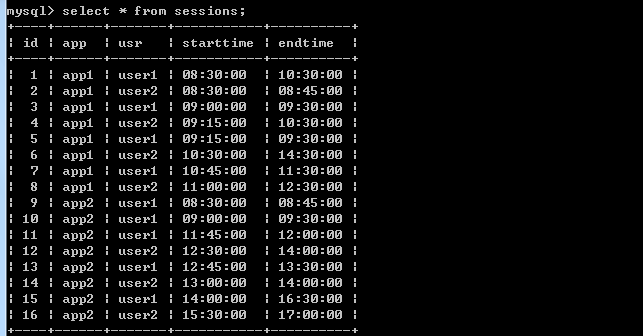 mysql> select * from sessions;
+----+------+-------+-----------+----------+
| id | app  | usr   | starttime | endtime  |
+----+------+-------+-----------+----------+
|  1 | app1 | user1 | 08:30:00  | 10:30:00 |
|  2 | app1 | user2 | 08:30:00  | 08:45:00 |
|  3 | app1 | user1 | 09:00:00  | 09:30:00 |
|  4 | app1 | user2 | 09:15:00  | 10:30:00 |
|  5 | app1 | user1 | 09:15:00  | 09:30:00 |
|  6 | app1 | user2 | 10:30:00  | 14:30:00 |
|  7 | app1 | user1 | 10:45:00  | 11:30:00 |
|  8 | app1 | user2 | 11:00:00  | 12:30:00 |
|  9 | app2 | user1 | 08:30:00  | 08:45:00 |
| 10 | app2 | user1 | 09:00:00  | 09:30:00 |
| 11 | app2 | user1 | 11:45:00  | 12:00:00 |
| 12 | app2 | user2 | 12:30:00  | 14:00:00 |
| 13 | app2 | user1 | 12:45:00  | 13:30:00 |
| 14 | app2 | user2 | 13:00:00  | 14:00:00 |
| 15 | app2 | user1 | 14:00:00  | 16:30:00 |
| 16 | app2 | user2 | 15:30:00  | 17:00:00 |
+----+------+-------+-----------+----------+